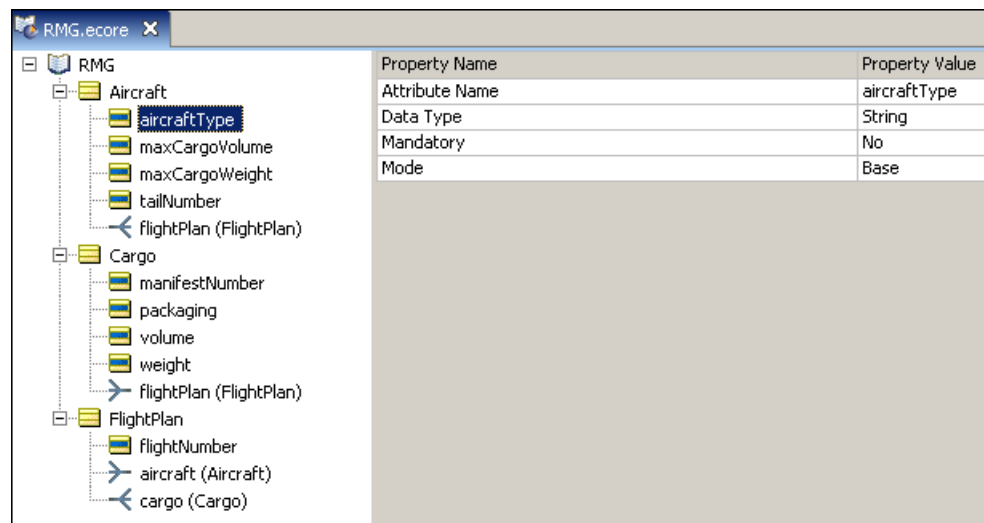 RMG.ecore
RMG
Property Name Property Value
Aircraft
Attribute Name aircraftType
aircraftType
Data Type String
maxCargoVolume
Mandatory No
maxCargoWeight
Mode Base
tailNumber
flightPlan (FlightPlan)
Cargo
manifestNumber
packaging
volume
weight
flightPlan (FlightPlan)
FlightPlan
flightNumber
aircraft (Aircraft)
cargo (Cargo)